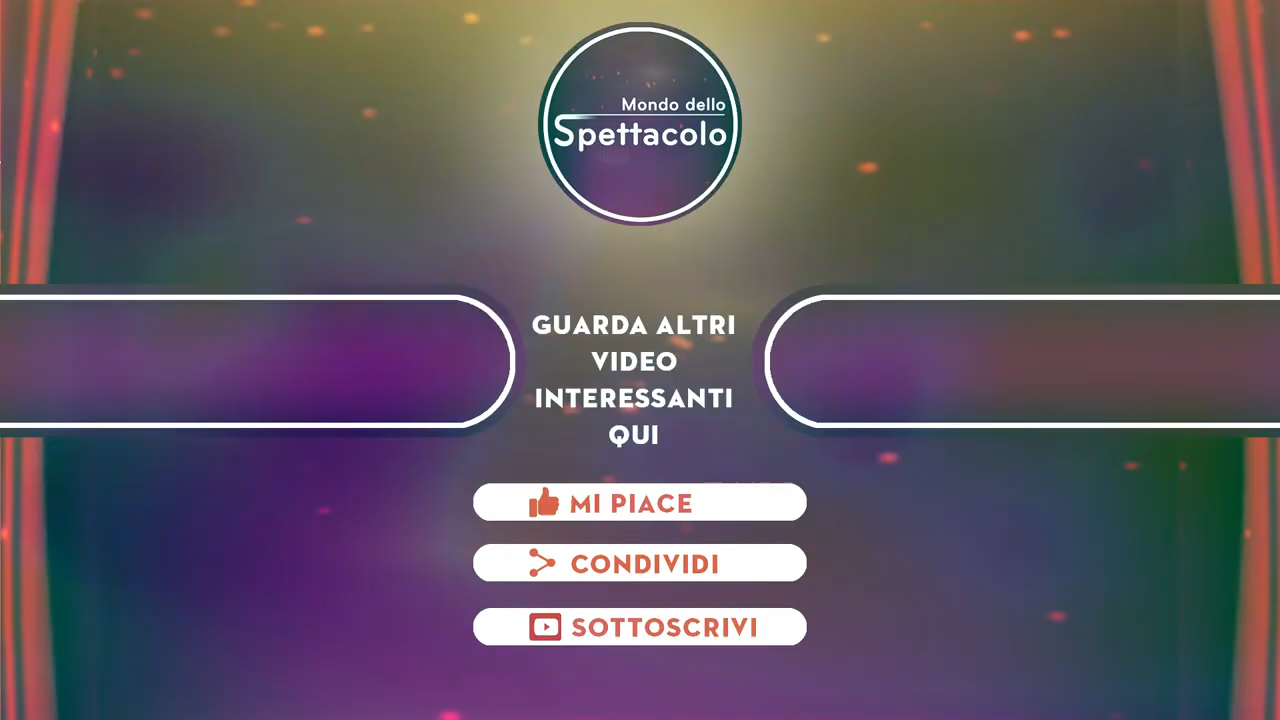 Mondo dello
Spettacolo
GUARDA ALTRI
VIDEO
INTERESSANTI
QUI
MI PIACE
CONDIVIDI
SOTTOSCRIVI